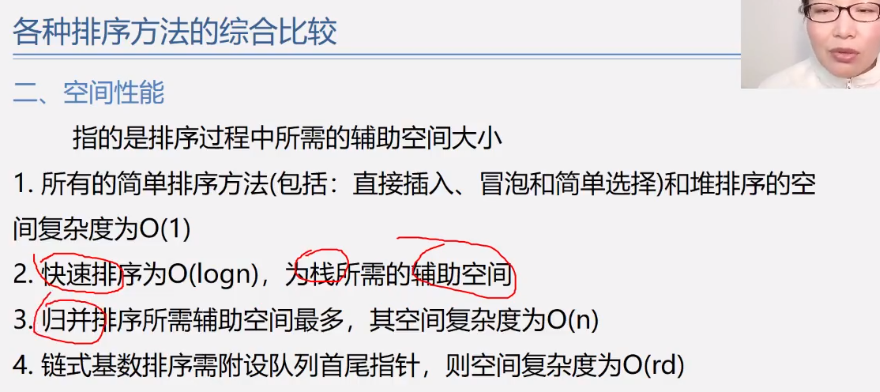 各种排序方法的综合比较
二、空间性能
指的是排序过程中所需的辅助空间大小
1. 所有的简单排序方法(包括：直接插入、冒泡和简单选择)和堆排序的空
间复杂度为O(1)
2. 快速排序为O(logn)，为栈所需的辅助空间
3. 归并排序所需辅助空间最多，其空间复杂度为O(n)
4. 链式基数排序需附设队列首尾指针，则空间复杂度为O(rd)